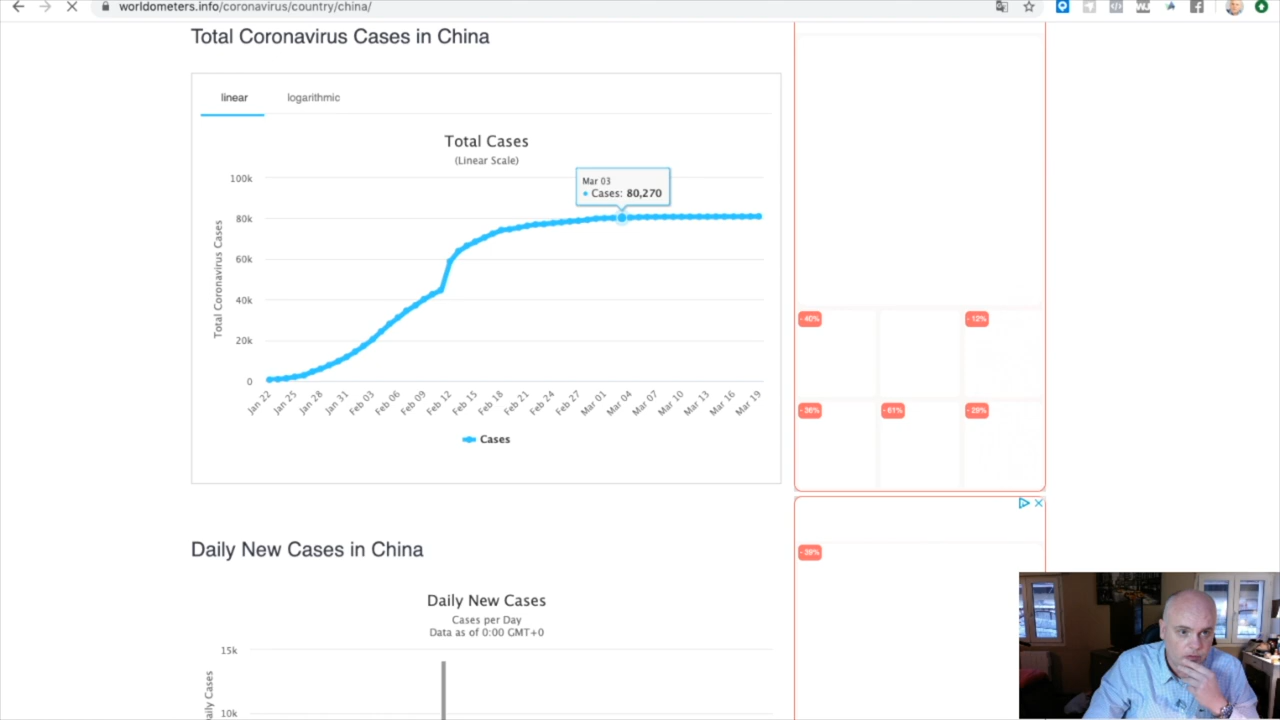 worldometers.info/coronavirus/country/china/
Total Coronavirus Cases in China
linear
logarithmic
Total Cases
(Linear Scale)
Mar 03
Cases: 80,270
100k
80k
60k
40k
20k
0
Total Coronavirus Cases
Jan 22
Jan 25
Jan 28
Jan 31
Feb 03
Feb 06
Feb 09
Feb 12
Feb 15
Feb 18
Feb 21
Feb 24
Feb 27
Mar 01
Mar 04
Mar 07
Mar 10
Mar 13
Mar 16
Mar 19
Cases
-40%
-12%
-61%
Daily New Cases in China
Daily New Cases
Cases per Day
Data as of 0:00 GMT+0
15k
10k
Cases